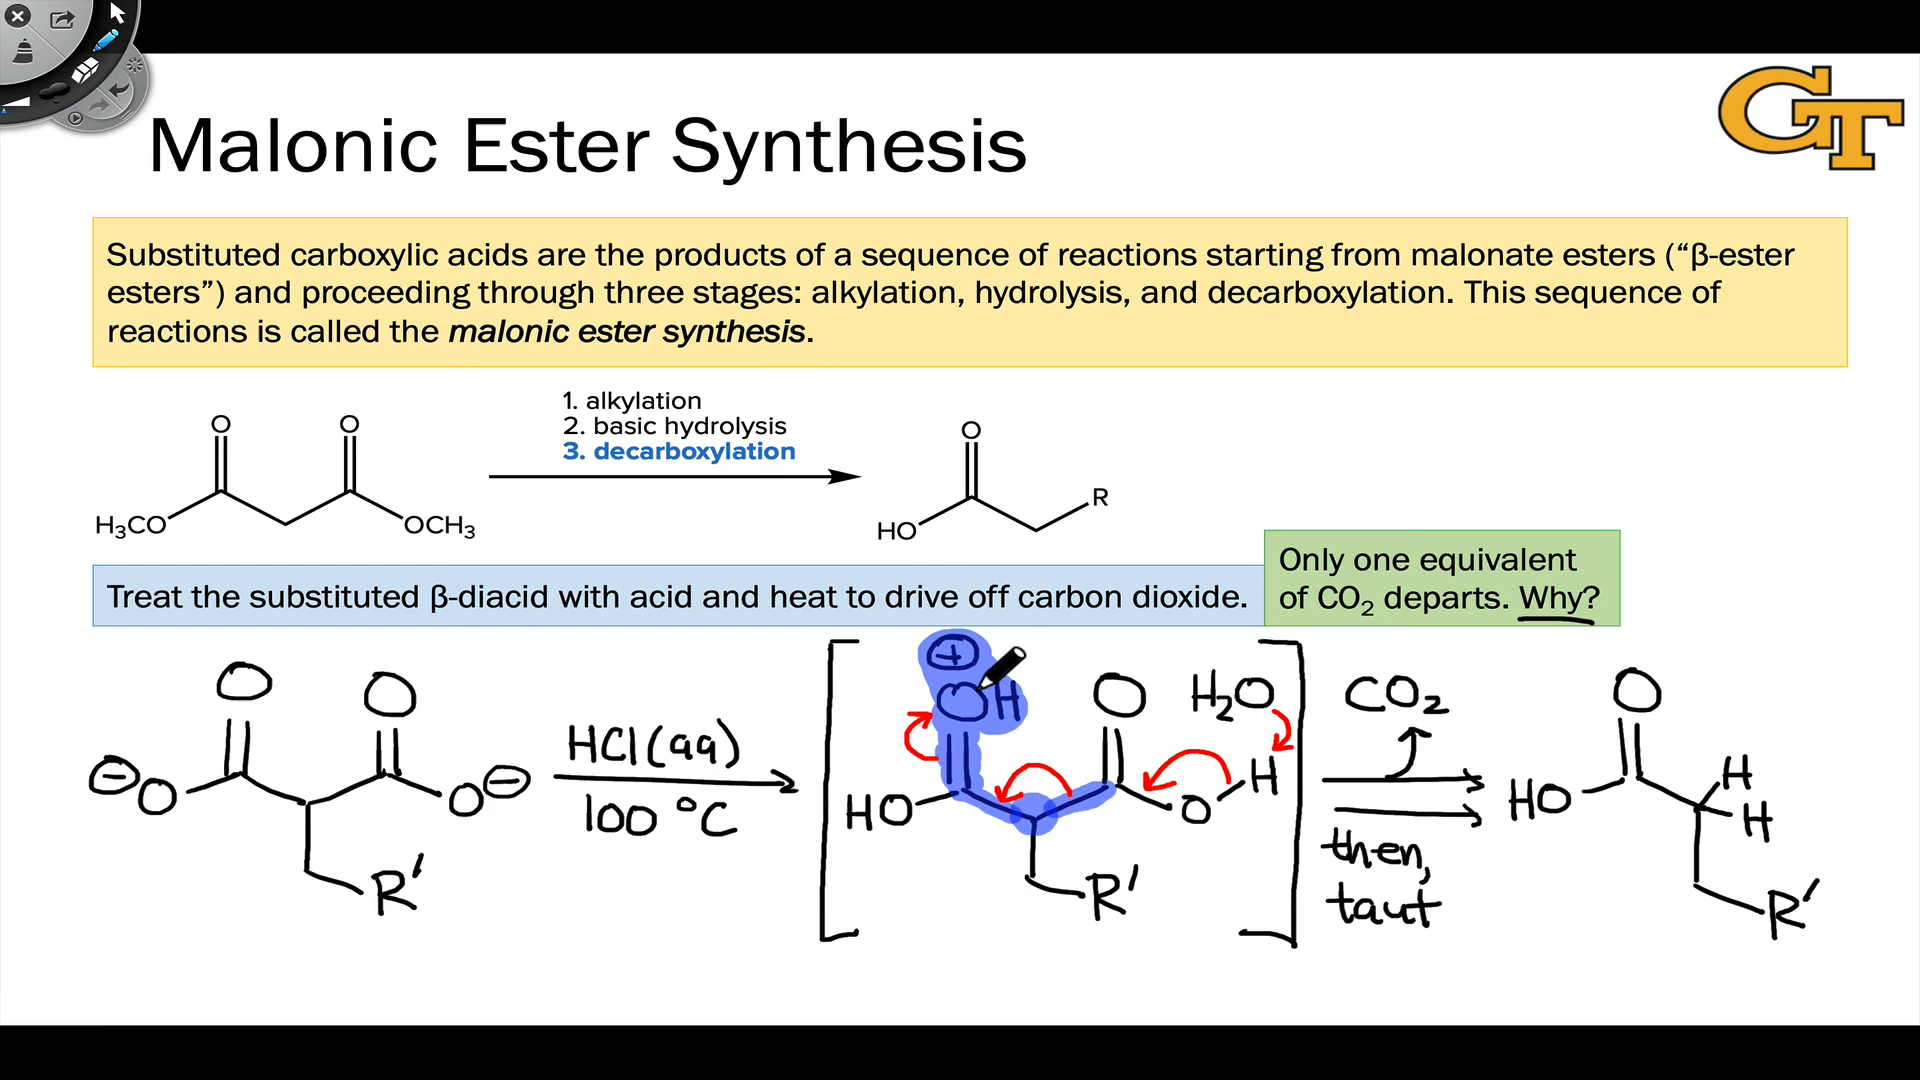 GT
Malonic Ester Synthesis
Substituted carboxylic acids are the products of a sequence of reactions starting from malonate esters (“β-ester
esters”) and proceeding through three stages: alkylation, hydrolysis, and decarboxylation. This sequence of
reactions is called the malonic ester synthesis.
O O
H₃CO OCH₃
1. alkylation
2. basic hydrolysis
3. decarboxylation
O
HO R
Treat the substituted β-diacid with acid and heat to drive off carbon dioxide.
Only one equivalent
of CO₂ departs. Why?
O O
⊖O O⊖
R′
HCl (aq)
100 °C
⊕
OH O H₂O
HO O H
R′
CO₂
then,
taut
O
HO H
H
R′